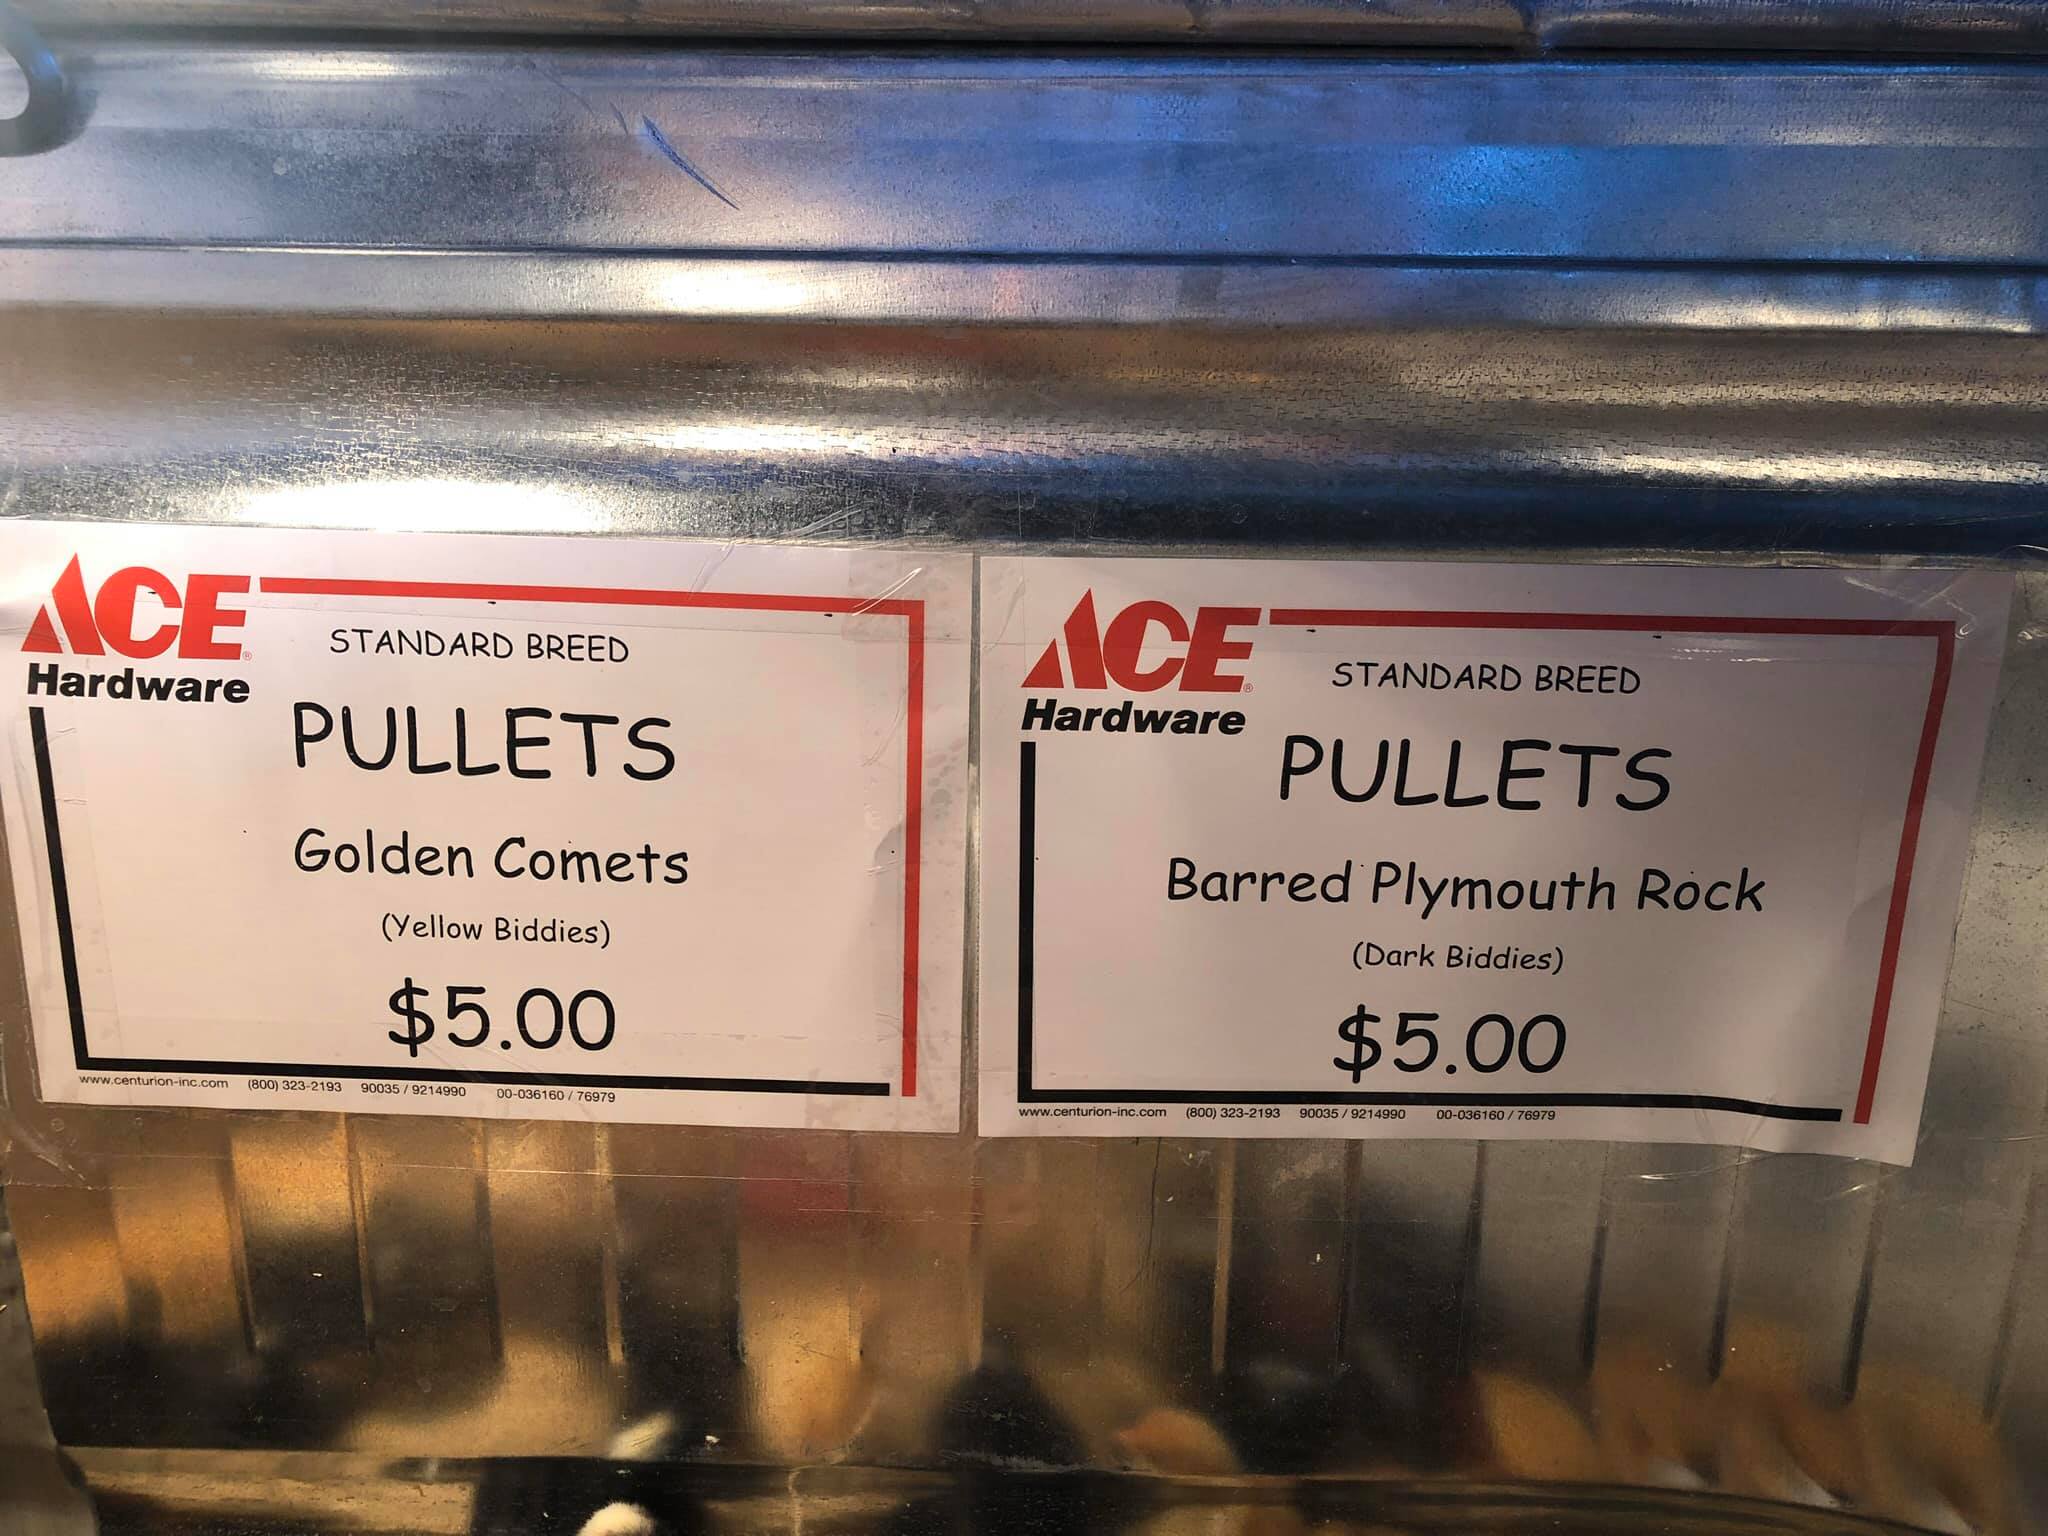 ACE®
Hardware
STANDARD BREED
PULLETS
Golden Comets
(Yellow Biddies)
$5.00
www.centurion-inc.com (800) 323-2193 90035 / 9214990 00-036160 / 76979
ACE®
Hardware
STANDARD BREED
PULLETS
Barred Plymouth Rock
(Dark Biddies)
$5.00
www.centurion-inc.com (800) 323-2193 90035 / 9214990 00-036160 / 76979